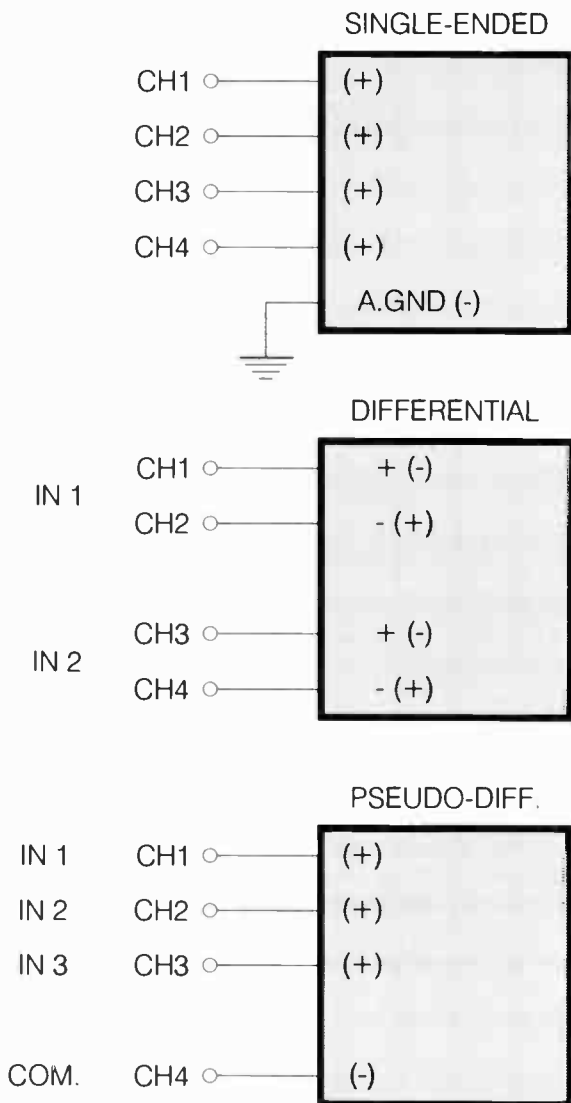 SINGLE-ENDED
CH1 (+)
CH2 (+)
CH3 (+)
CH4 (+)
A.GND (-)
DIFFERENTIAL
CH1 + (-)
IN 1
CH2 - (+)
CH3 + (-)
IN 2
CH4 - (+)
PSEUDO-DIFF.
IN 1 CH1 (+)
IN 2 CH2 (+)
IN 3 CH3 (+)
COM. CH4 (-)